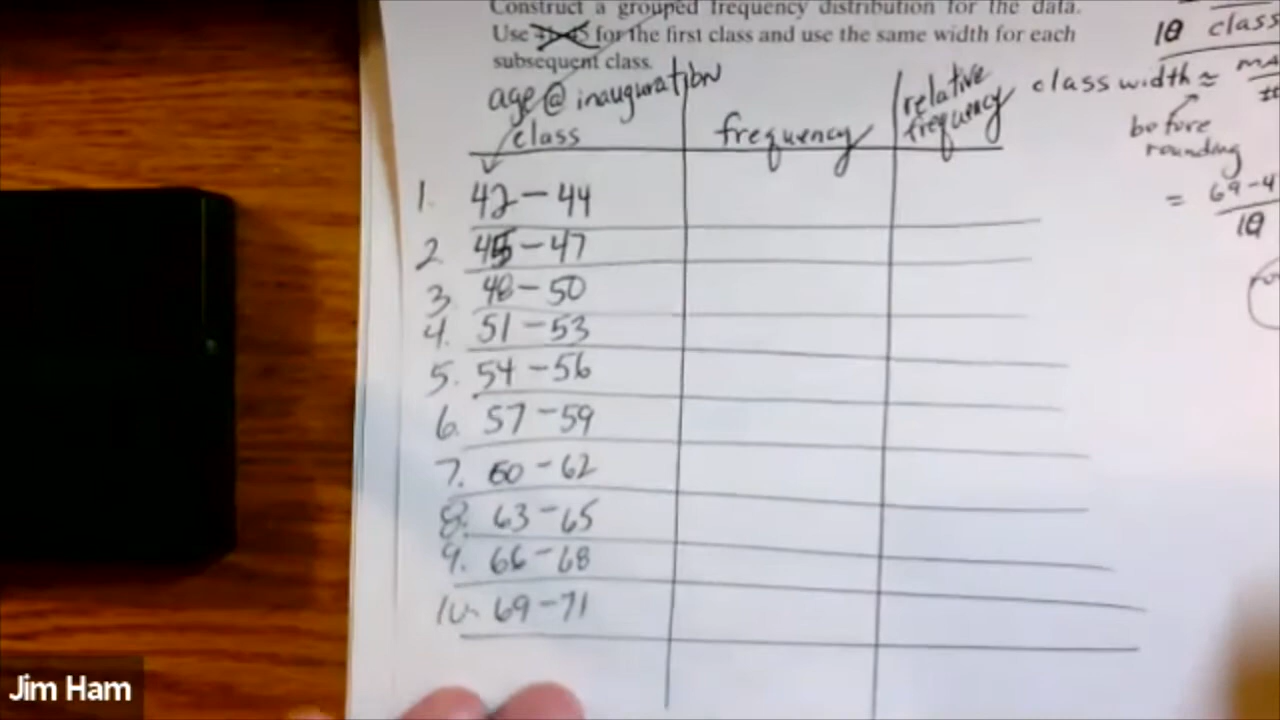 Construct a grouped frequency distribution for the data.
Use for the first class and use the same width for each
subsequent class.
10 class
age @ inauguration
class
frequency
relative
frequency
class width ≈
before
rounding
= 69-4
10
1. 42 - 44
2. 45 - 47
3. 48 - 50
4. 51 - 53
5. 54 - 56
6. 57 - 59
7. 60 - 62
8. 63 - 65
9. 66 - 68
10. 69 - 71
Jim Ham